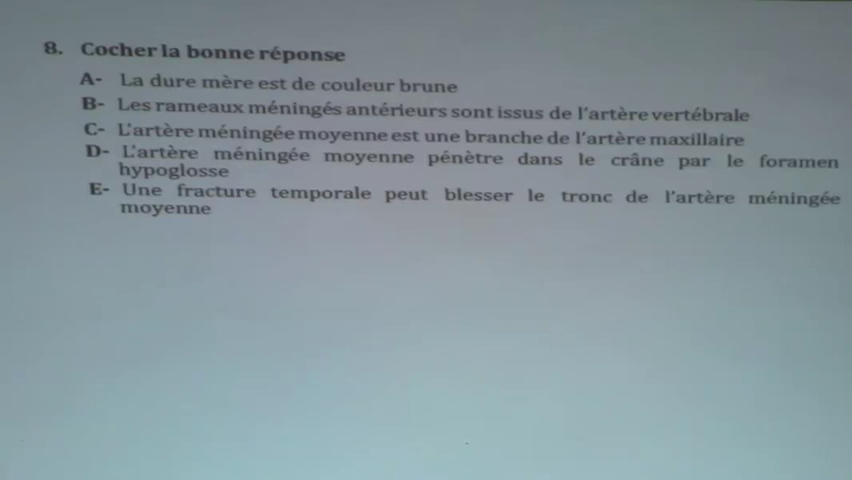 8. Cocher la bonne réponse
A- La dure mère est de couleur brune
B- Les rameaux méningés antérieurs sont issus de l'artère vertébrale
C- L'artère méningée moyenne est une branche de l'artère maxillaire
D- L'artère méningée moyenne pénètre dans le crâne par le foramen
hypoglosse
E- Une fracture temporale peut blesser le tronc de l'artère méningée
moyenne